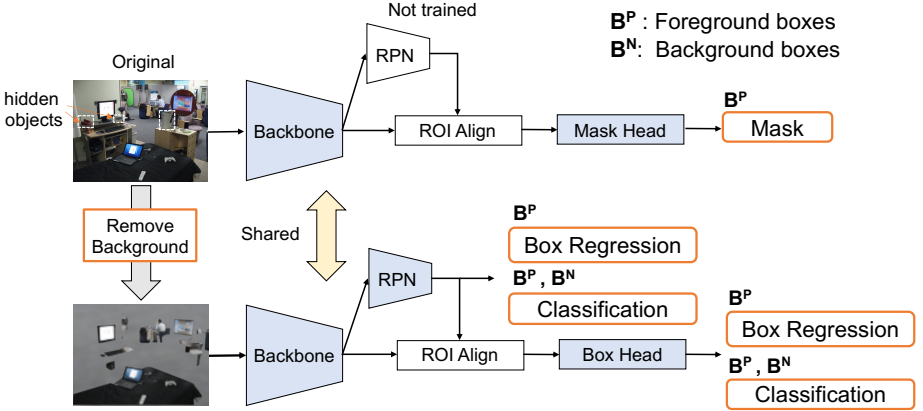 Not trained
B^P : Foreground boxes
B^N: Background boxes
Original
RPN
hidden
objects
Backbone
ROI Align
Mask Head
B^P
Mask
Remove
Background
Shared
B^P
Box Regression
B^P , B^N
Classification
RPN
Backbone
ROI Align
Box Head
B^P
Box Regression
B^P , B^N
Classification